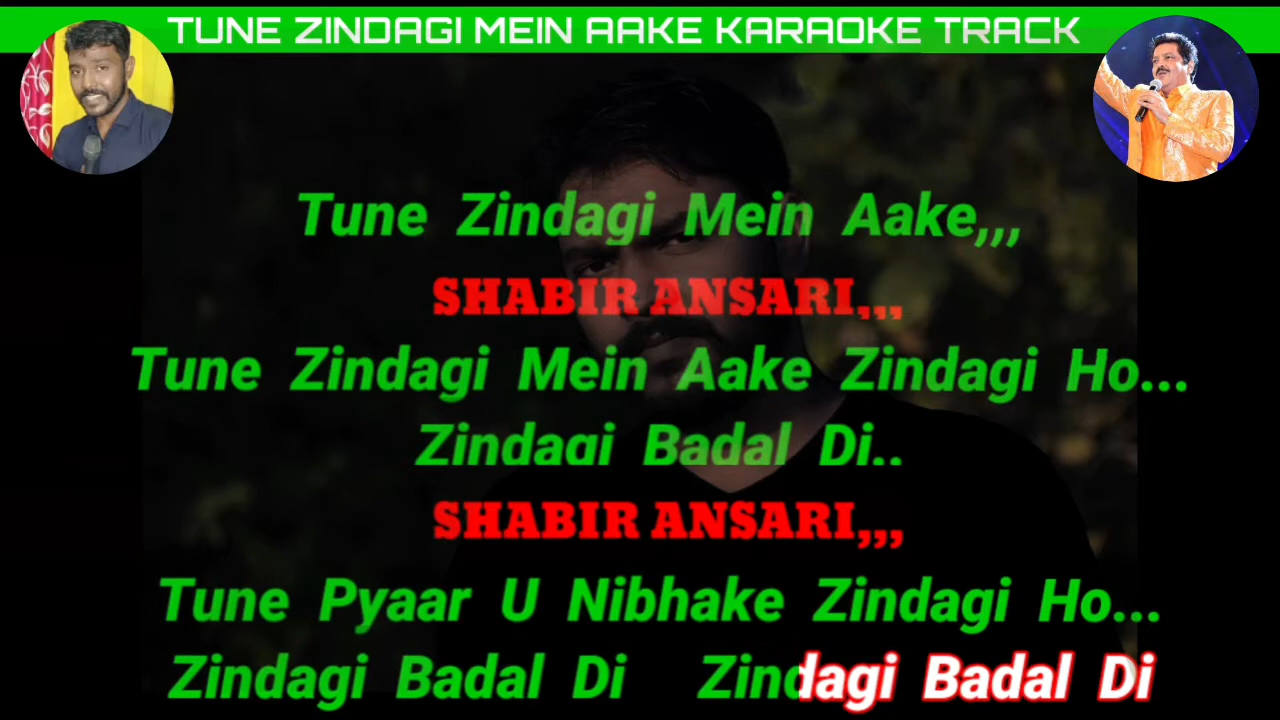 TUNE ZINDAGI MEIN AAKE KARAOKE TRACK
Tune Zindagi Mein Aake,,,
SHABIR ANSARI,,,
Tune Zindagi Mein Aake Zindagi Ho...
Zindagi Badal Di..
SHABIR ANSARI,,,
Tune Pyaar U Nibhake Zindagi Ho...
Zindagi Badal Di Zindagi Badal Di